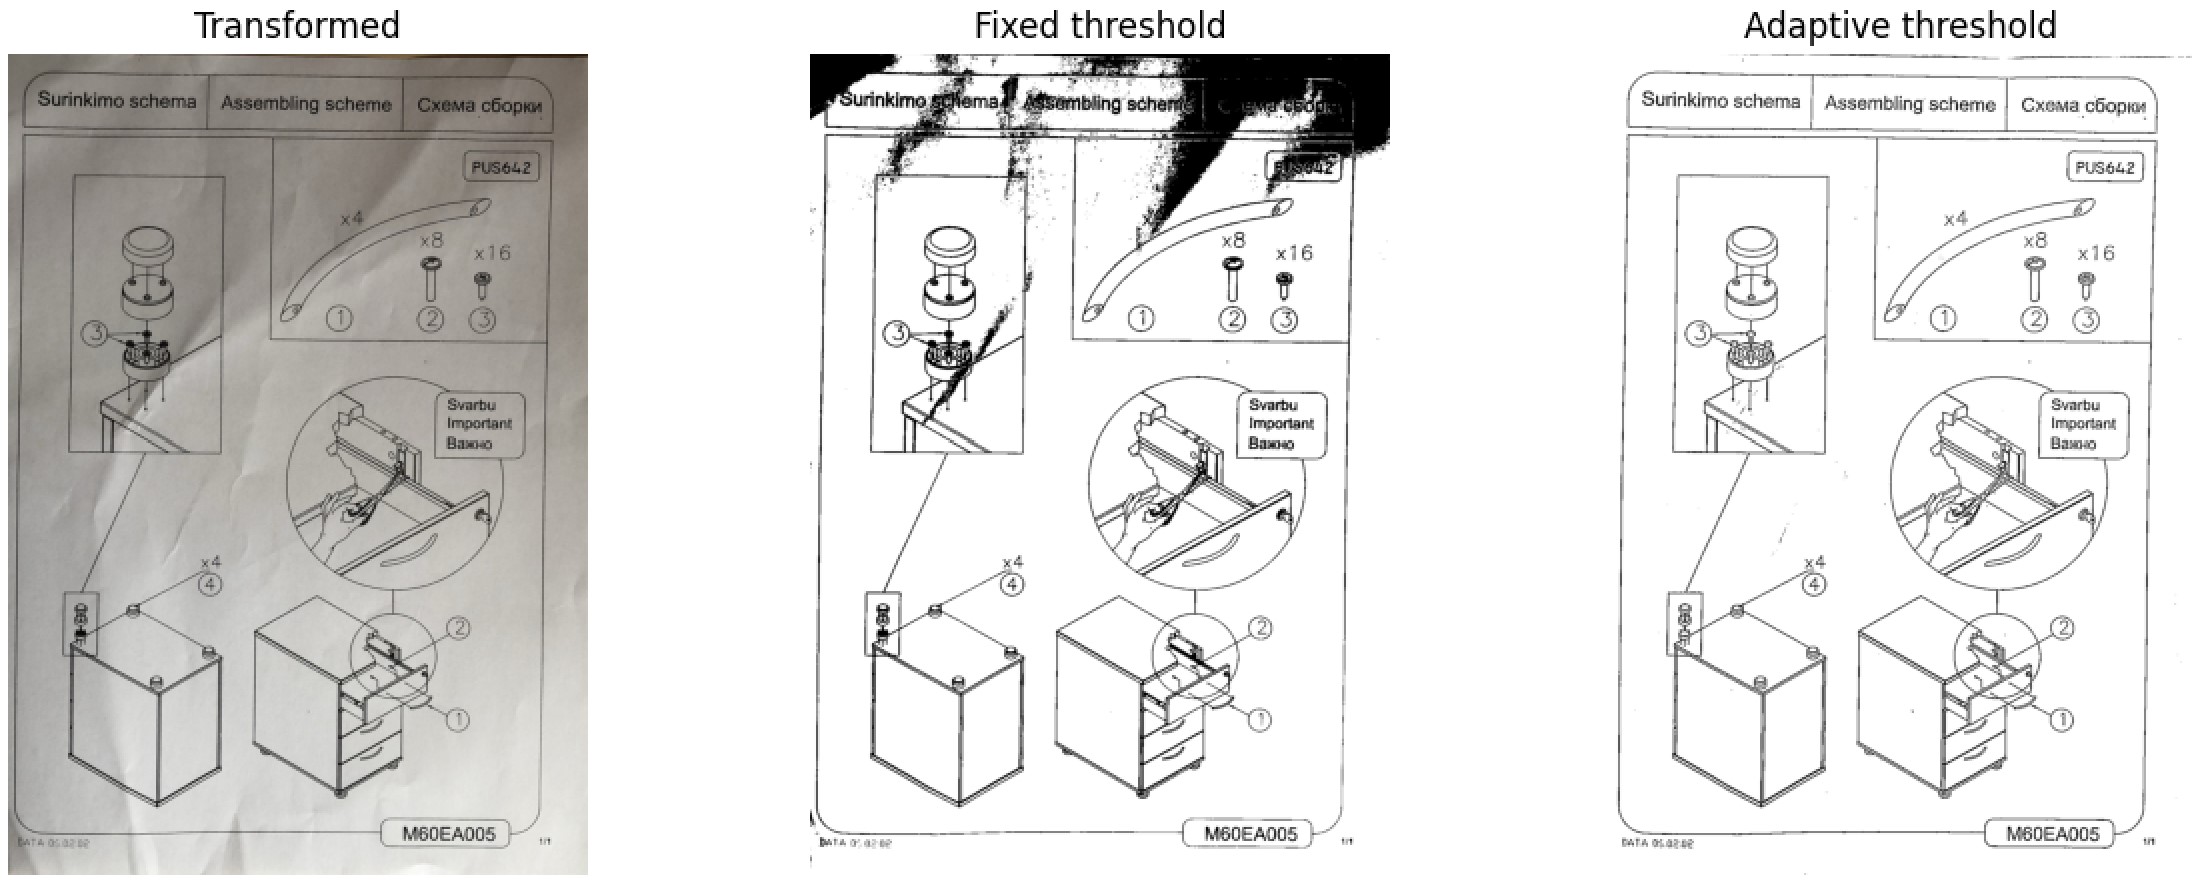 Transformed
Surinkimo schema Assembling scheme Схема сборки
PUS642
x4
x8
x16
1 2 3
3
Svarbu
Important
Важно
x4
4
2
1
M60EA005
DATA 05.02.02 1/1
Fixed threshold
Surinkimo schema Assembling scheme Схема сборки
PUS642
x8
x16
1 2 3
3
Svarbu
Important
Важно
x4
4
2
1
M60EA005
DATA 05.02.02 1/1
Adaptive threshold
Surinkimo schema Assembling scheme Схема сборки
PUS642
x4
x8
x16
1 2 3
3
Svarbu
Important
Важно
x4
4
2
1
M60EA005
DATA 05.02.02 1/1